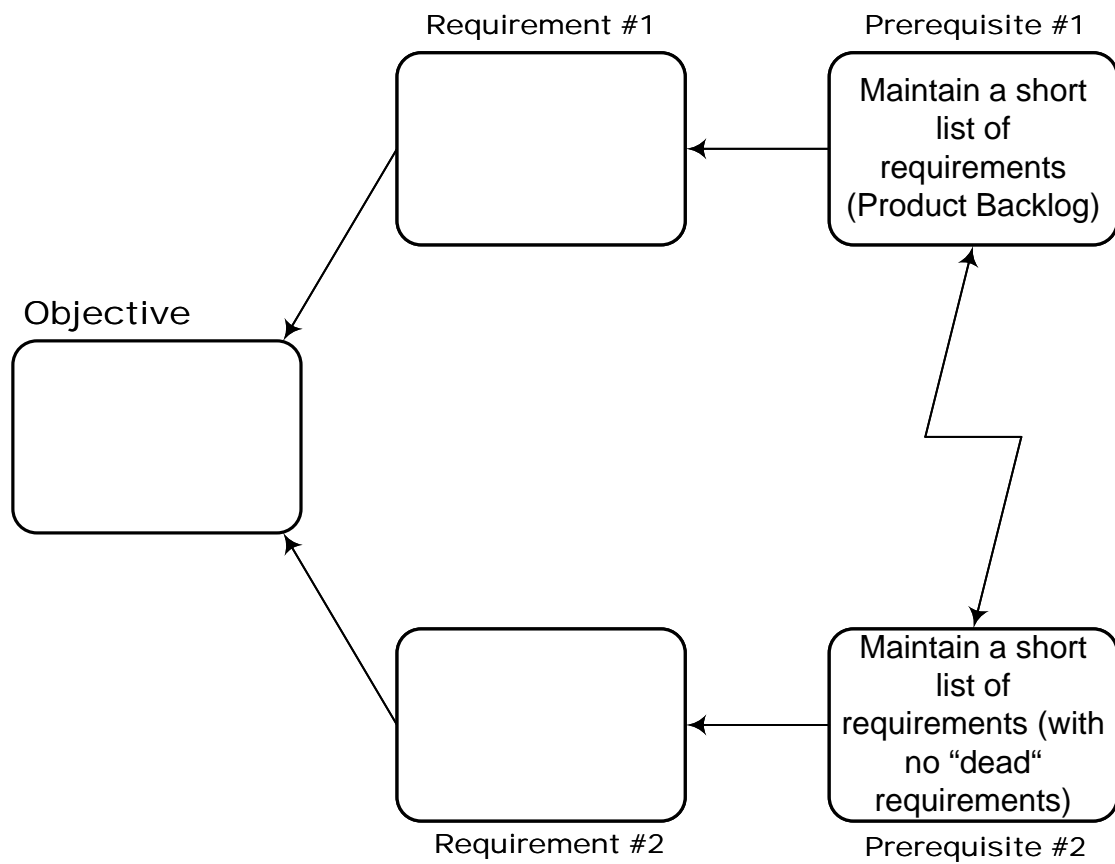 Requirement #1
Prerequisite #1
Maintain a short
list of
requirements
(Product Backlog)
Objective
Maintain a short
list of
requirements (with
no “dead“
requirements)
Requirement #2
Prerequisite #2